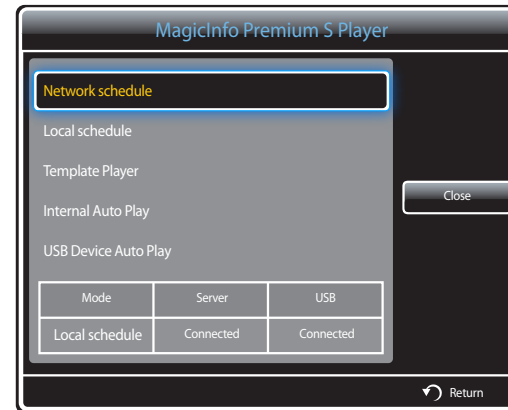 MagicInfo Premium S Player
Network schedule
Local schedule
Template Player
Internal Auto Play
USB Device Auto Play
Close
Mode Server USB
Local schedule Connected Connected
Return